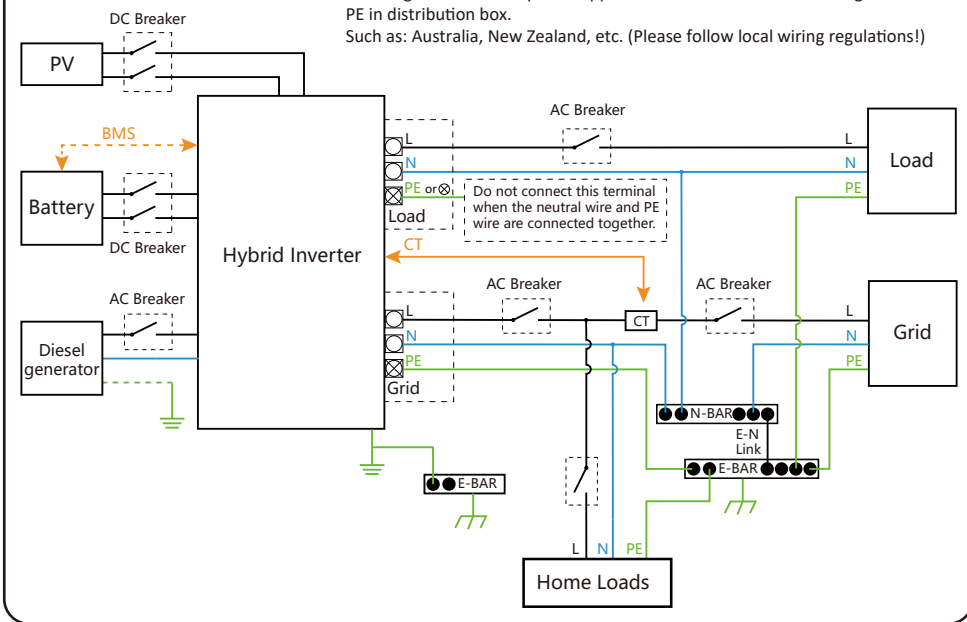 PE in distribution box.
Such as: Australia, New Zealand, etc. (Please follow local wiring regulations!)
DC Breaker
PV
AC Breaker
BMS
L
N
PE or
Load
Do not connect this terminal
when the neutral wire and PE
wire are connected together.
L
N
PE
Load
Battery
DC Breaker
Hybrid Inverter
CT
AC Breaker
AC Breaker
AC Breaker
L
N
PE
Grid
CT
L
N
PE
Grid
Diesel
generator
N-BAR
E-N
Link
E-BAR
E-BAR
L N PE
Home Loads